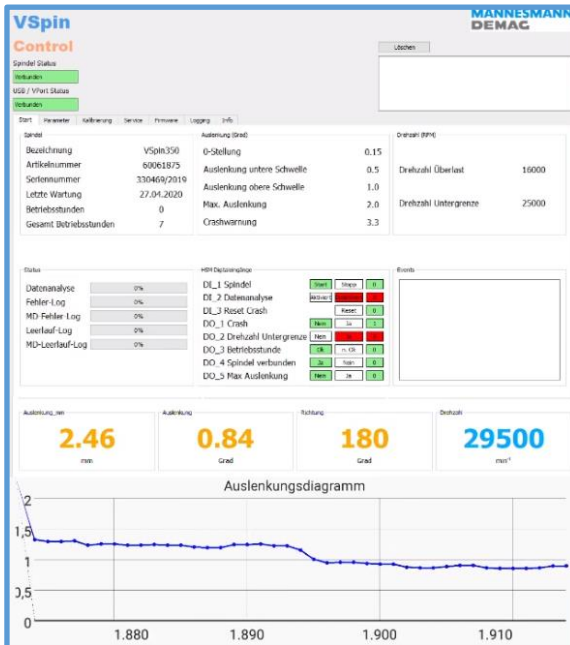 VSpin
MANNESMANN
DEMAG
Control
Löschen
Spindel Status
Verbunden
USB / VPort Status
Verbunden
Start Parameter Kalibrierung Service Firmware Logging Info
Spindel
Bezeichnung VSpin350
Artikelnummer 60061875
Seriennummer 330469/2019
Letzte Wartung 27.04.2020
Betriebsstunden 0
Gesamt Betriebsstunden 7
Auslenkung (Grad)
0-Stellung 0.15
Auslenkung untere Schwelle 0.5
Auslenkung obere Schwelle 1.0
Max. Auslenkung 2.0
Crashwarnung 3.3
Drehzahl (RPM)
Drehzahl Überlast 16000
Drehzahl Untergrenze 25000
Status
Datenanalyse 0%
Fehler-Log 0%
MD-Fehler-Log 0%
Leerlauf-Log 0%
MD-Leerlauf-Log 0%
HSM Digitaleingänge
DI_1 Spindel Start Stopp 0
DI_2 Datenanalyse Aktiviert
DI_3 Reset Crash Reset 0
DO_1 Crash Nein Ja 1
DO_2 Drehzahl Untergrenze Nein
DO_3 Betriebsstunde Ok n. Ok 0
DO_4 Spindel verbunden Ja Nein 0
DO_5 Max Auslenkung Nein Ja 0
Events
Auslenkung_mm
2.46
mm
Auslenkung
0.84
Grad
Richtung
180
Grad
Drehzahl
29500
min⁻¹
Auslenkungsdiagramm
2
1,5
1
0,5
0
1.880 1.890 1.900 1.910